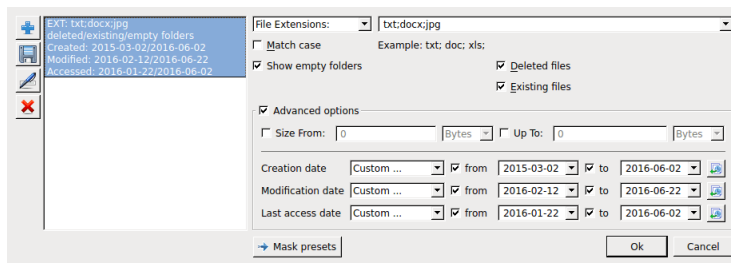 EXT: txt;docx;jpg
deleted/existing/empty folders
Created: 2015-03-02/2016-06-02
Modified: 2016-02-12/2016-06-22
Accessed: 2016-01-22/2016-06-02
File Extensions: txt;docx;jpg
Match case Example: txt; doc; xls;
Show empty folders Deleted files
Existing files
Advanced options
Size From: 0 Bytes Up To: 0 Bytes
Creation date Custom ... from 2015-03-02 to 2016-06-02
Modification date Custom ... from 2016-02-12 to 2016-06-22
Last access date Custom ... from 2016-01-22 to 2016-06-02
Mask presets Ok Cancel